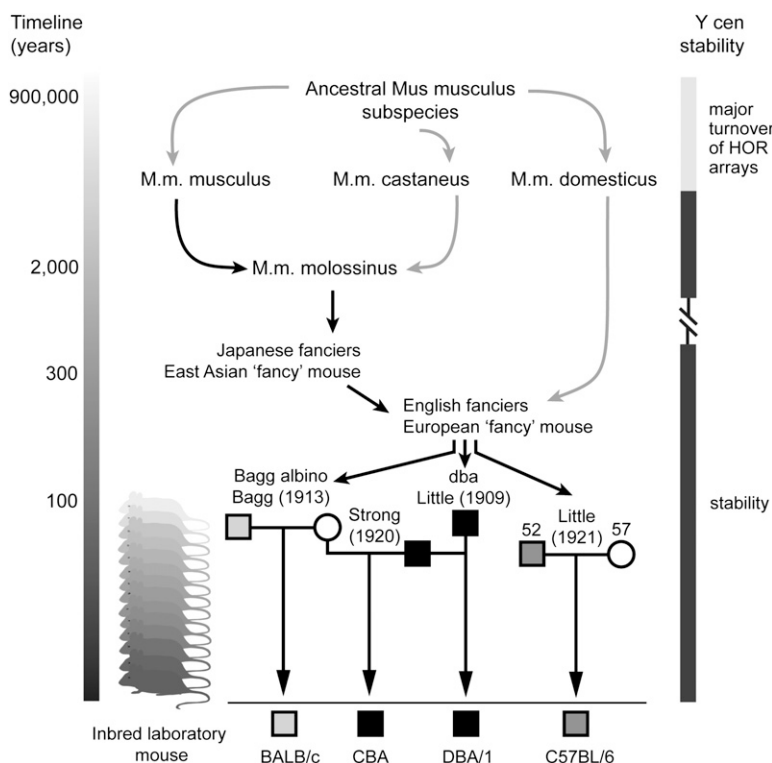 Timeline
(years)
Y cen
stability
900,000
Ancestral Mus musculus
subspecies
major
turnover
of HOR
arrays
M.m. musculus
M.m. castaneus
M.m. domesticus
2,000
M.m. molossinus
Japanese fanciers
East Asian ‘fancy’ mouse
300
English fanciers
European ‘fancy’ mouse
Bagg albino
Bagg (1913)
dba
Little (1909)
100
Strong
(1920)
52
Little
(1921)
57
stability
Inbred laboratory
mouse
BALB/c
CBA
DBA/1
C57BL/6